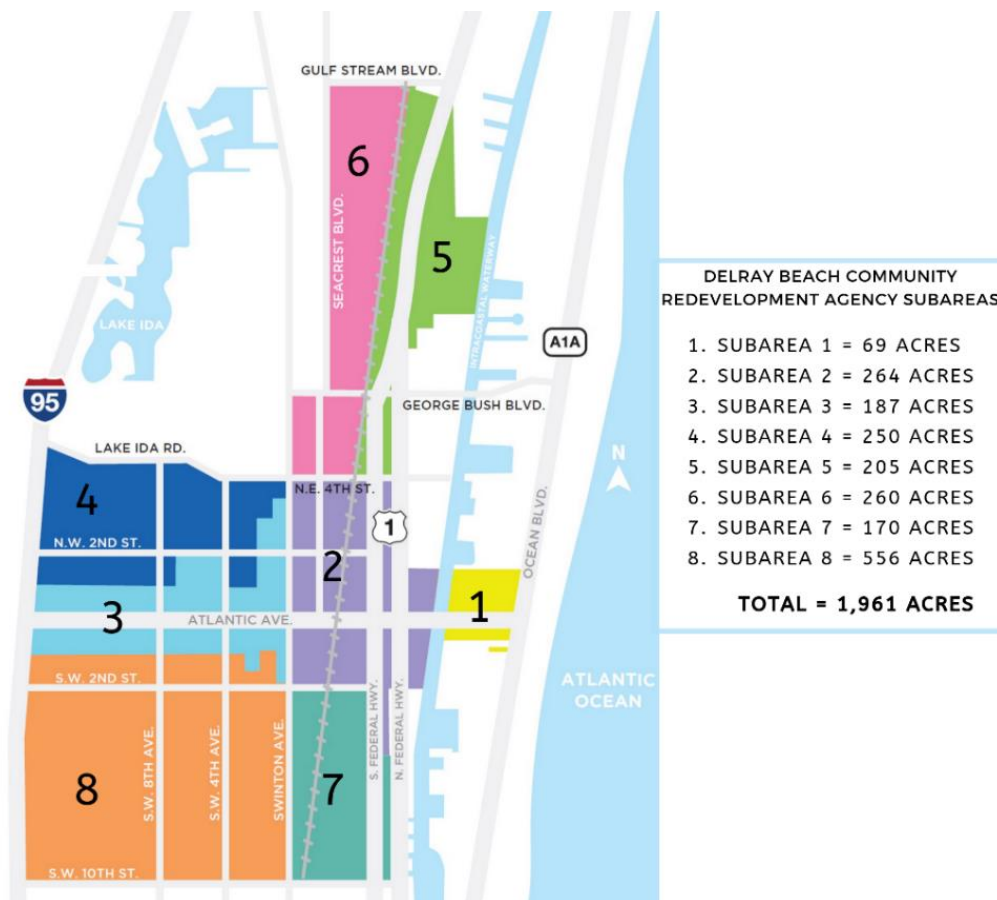 GULF STREAM BLVD.
6
SEACREST BLVD.
5
INTRACOASTAL WATERWAY
LAKE IDA
A1A
95
GEORGE BUSH BLVD.
LAKE IDA RD.
N
4
N.E. 4TH ST.
1
OCEAN BLVD.
N.W. 2ND ST.
2
3
ATLANTIC AVE.
1
S.W. 2ND ST.
ATLANTIC
OCEAN
S.W. 8TH AVE.
S.W. 4TH AVE.
SWINTON AVE.
S. FEDERAL HWY.
N. FEDERAL HWY.
8
7
S.W. 10TH ST.
DELRAY BEACH COMMUNITY
REDEVELOPMENT AGENCY SUBAREAS
1. SUBAREA 1 = 69 ACRES
2. SUBAREA 2 = 264 ACRES
3. SUBAREA 3 = 187 ACRES
4. SUBAREA 4 = 250 ACRES
5. SUBAREA 5 = 205 ACRES
6. SUBAREA 6 = 260 ACRES
7. SUBAREA 7 = 170 ACRES
8. SUBAREA 8 = 556 ACRES
TOTAL = 1,961 ACRES